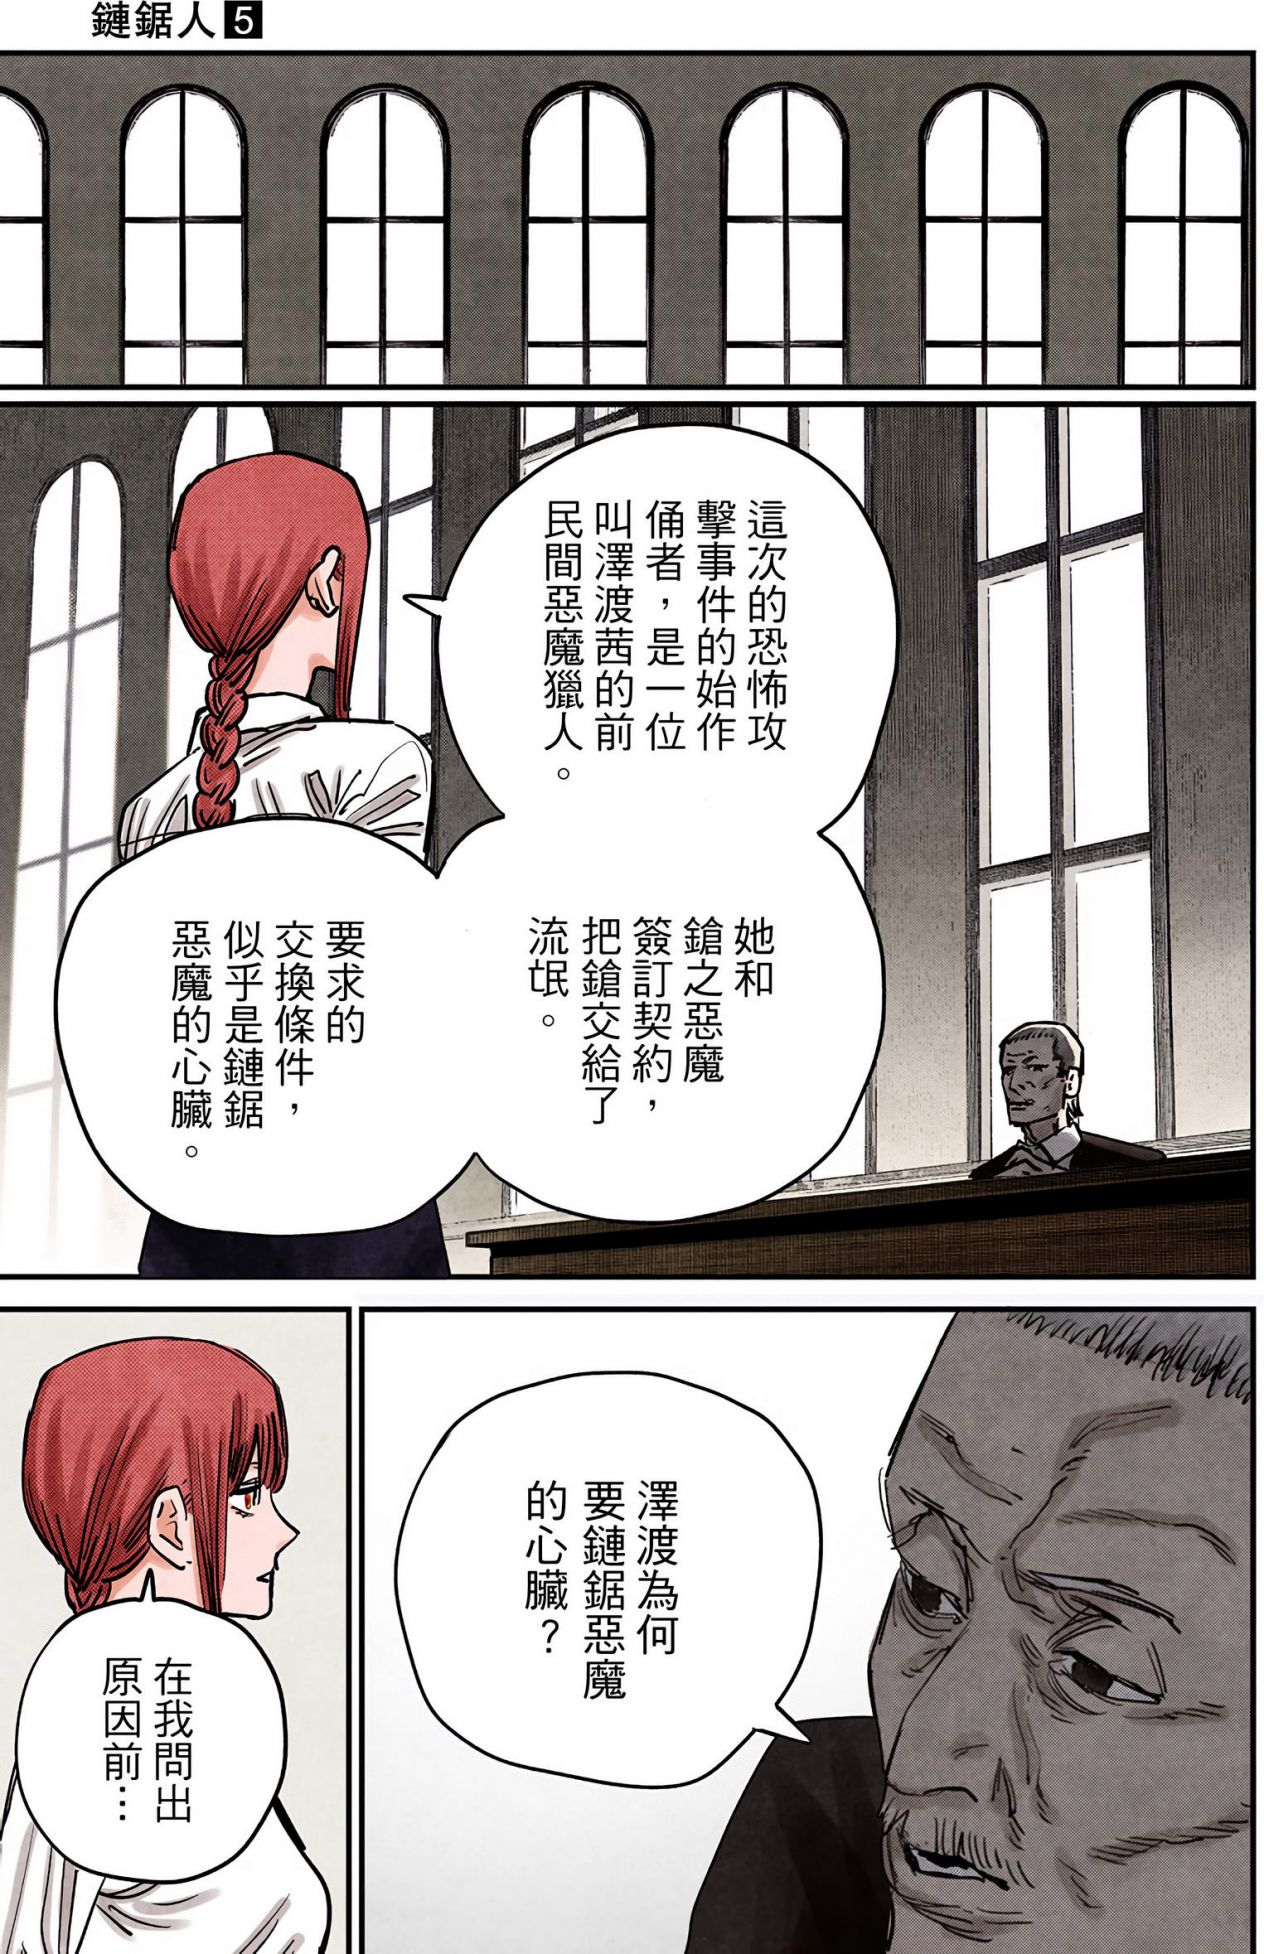 鏈鋸人5
這次的恐怖攻
擊事件的始作
俑者，是一位
叫澤渡茜的前
民間惡魔獵人。
她和
鎗之惡魔
簽訂契約，
把鎗交給了
流氓。
要求的
交換條件，
似乎是鏈鋸
惡魔的心臟。
澤渡為何
要鏈鋸惡魔
的心臟？
在我問出
原因前⋯